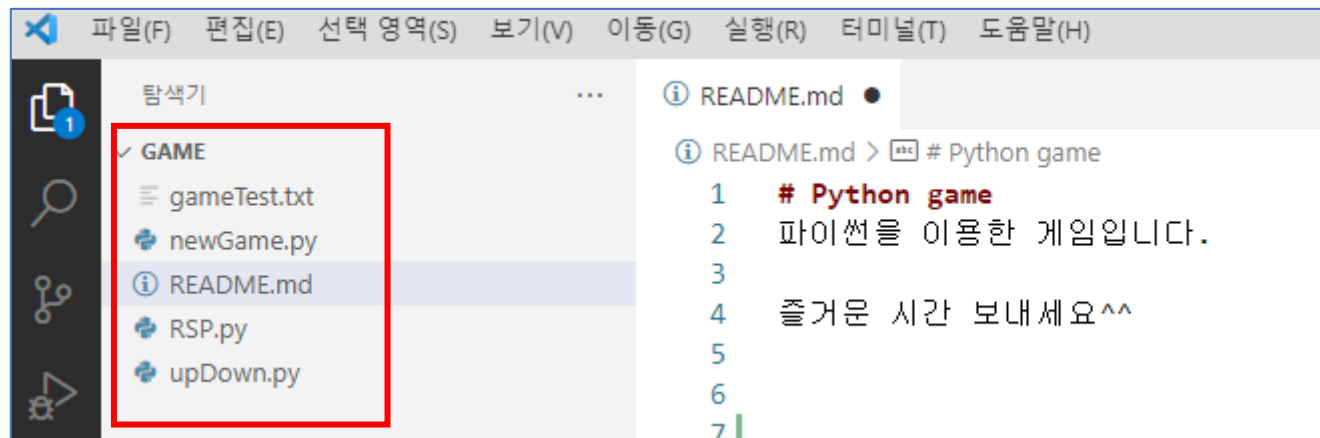 파일(F) 편집(E) 선택 영역(S) 보기(V) 이동(G) 실행(R) 터미널(T) 도움말(H)
탐색기 ...
1
GAME
gameTest.txt
newGame.py
README.md
RSP.py
upDown.py
README.md
README.md > # Python game
1 # Python game
2 파이썬을 이용한 게임입니다.
3
4 즐거운 시간 보내세요^^
5
6
7